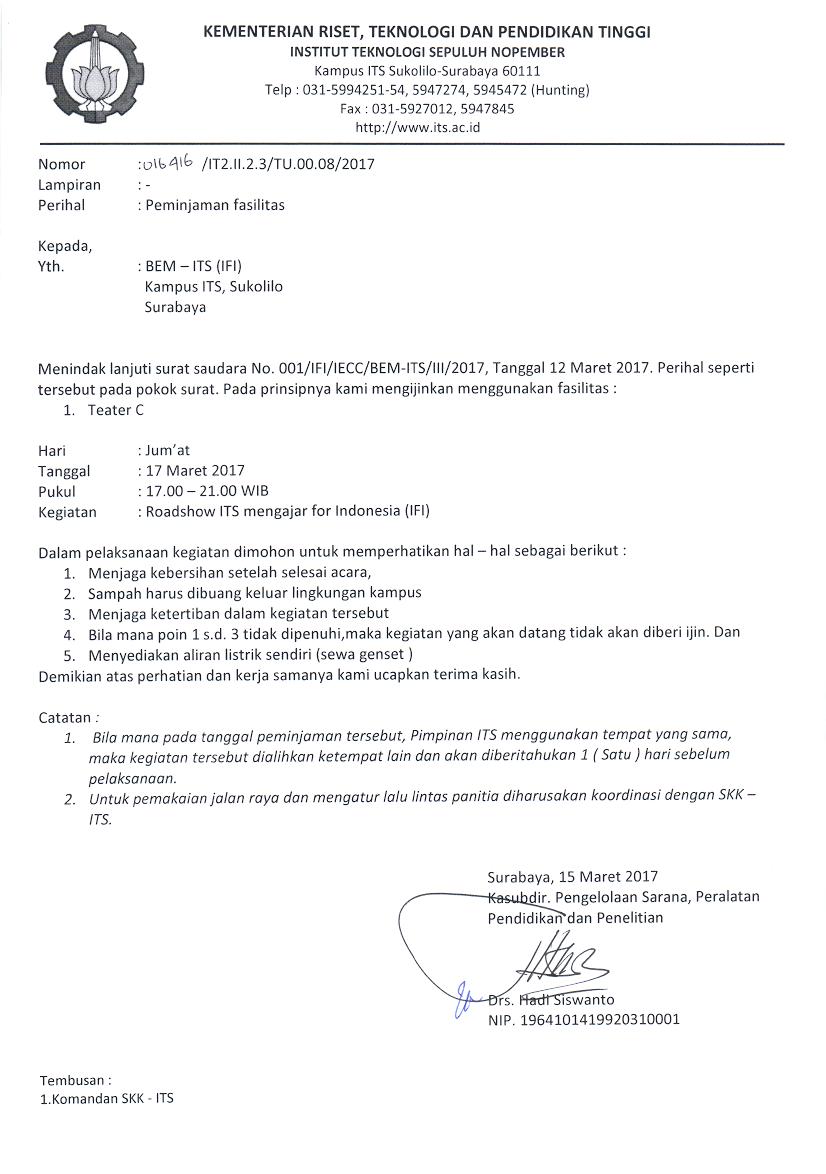 KEMENTERIAN RISET, TEKNOLOGI DAN PENDIDIKAN TINGGI
INSTITUT TEKNOLOGI SEPULUH NOPEMBER
Kampus ITS Sukolilo-Surabaya 60111
Telp : 031-5994251-54, 5947274, 5945472 (Hunting)
Fax : 031-5927012, 5947845
http://www.its.ac.id
Nomor : 016416 /IT2.II.2.3/TU.00.08/2017
Lampiran : -
Perihal : Peminjaman fasilitas
Kepada,
Yth. : BEM – ITS (IFI)
Kampus ITS, Sukolilo
Surabaya
Menindak lanjuti surat saudara No. 001/IFI/IECC/BEM-ITS/III/2017, Tanggal 12 Maret 2017. Perihal seperti
tersebut pada pokok surat. Pada prinsipnya kami mengijinkan menggunakan fasilitas :
1. Teater C
Hari : Jum’at
Tanggal : 17 Maret 2017
Pukul : 17.00 – 21.00 WIB
Kegiatan : Roadshow ITS mengajar for Indonesia (IFI)
Dalam pelaksanaan kegiatan dimohon untuk memperhatikan hal – hal sebagai berikut :
1. Menjaga kebersihan setelah selesai acara,
2. Sampah harus dibuang keluar lingkungan kampus
3. Menjaga ketertiban dalam kegiatan tersebut
4. Bila mana poin 1 s.d. 3 tidak dipenuhi,maka kegiatan yang akan datang tidak akan diberi ijin. Dan
5. Menyediakan aliran listrik sendiri (sewa genset )
Demikian atas perhatian dan kerja samanya kami ucapkan terima kasih.
Catatan :
1. Bila mana pada tanggal peminjaman tersebut, Pimpinan ITS menggunakan tempat yang sama,
maka kegiatan tersebut dialihkan ketempat lain dan akan diberitahukan 1 ( Satu ) hari sebelum
pelaksanaan.
2. Untuk pemakaian jalan raya dan mengatur lalu lintas panitia diharusakan koordinasi dengan SKK –
ITS.
Surabaya, 15 Maret 2017
Kasubdir. Pengelolaan Sarana, Peralatan
Pendidikan dan Penelitian
Drs. Hadi Siswanto
NIP. 1964101419920310001
Tembusan :
1.Komandan SKK - ITS